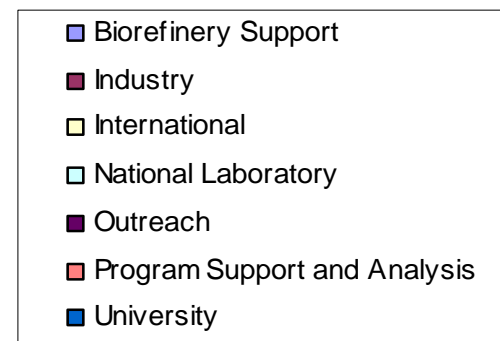 Biorefinery Support
Industry
International
National Laboratory
Outreach
Program Support and Analysis
University